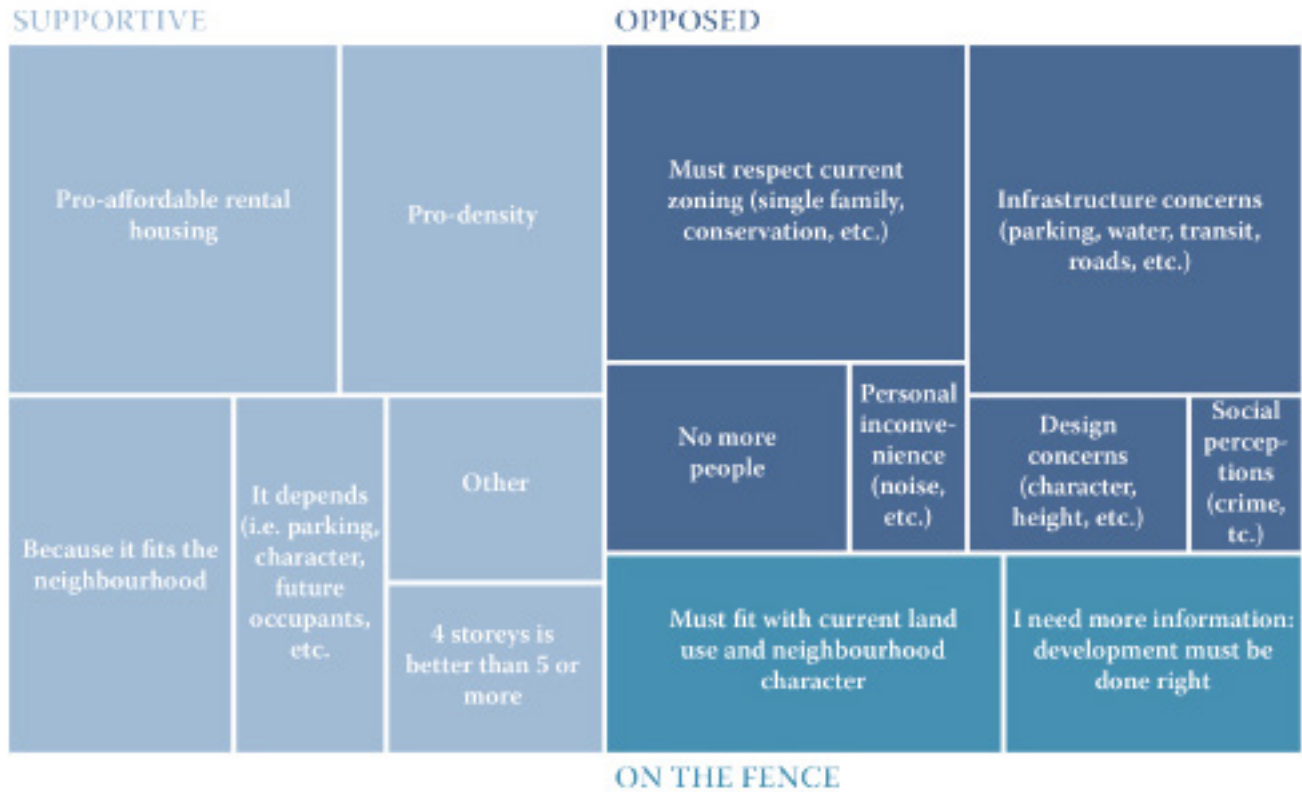 SUPPORTIVE
Pro-affordable rental
housing
Pro-density
Because it fits the
neighbourhood
It depends
(i.e. parking,
character,
future
occupants,
etc.
Other
4 storeys is
better than 5 or
more
OPPOSED
Must respect current
zoning (single family,
conservation, etc.)
Infrastructure concerns
(parking, water, transit,
roads, etc.)
No more
people
Personal
inconve-
nience
(noise,
etc.)
Design
concerns
(character,
height, etc.)
Social
percep-
tions
(crime,
tc.)
Must fit with current land
use and neighbourhood
character
I need more information:
development must be
done right
ON THE FENCE